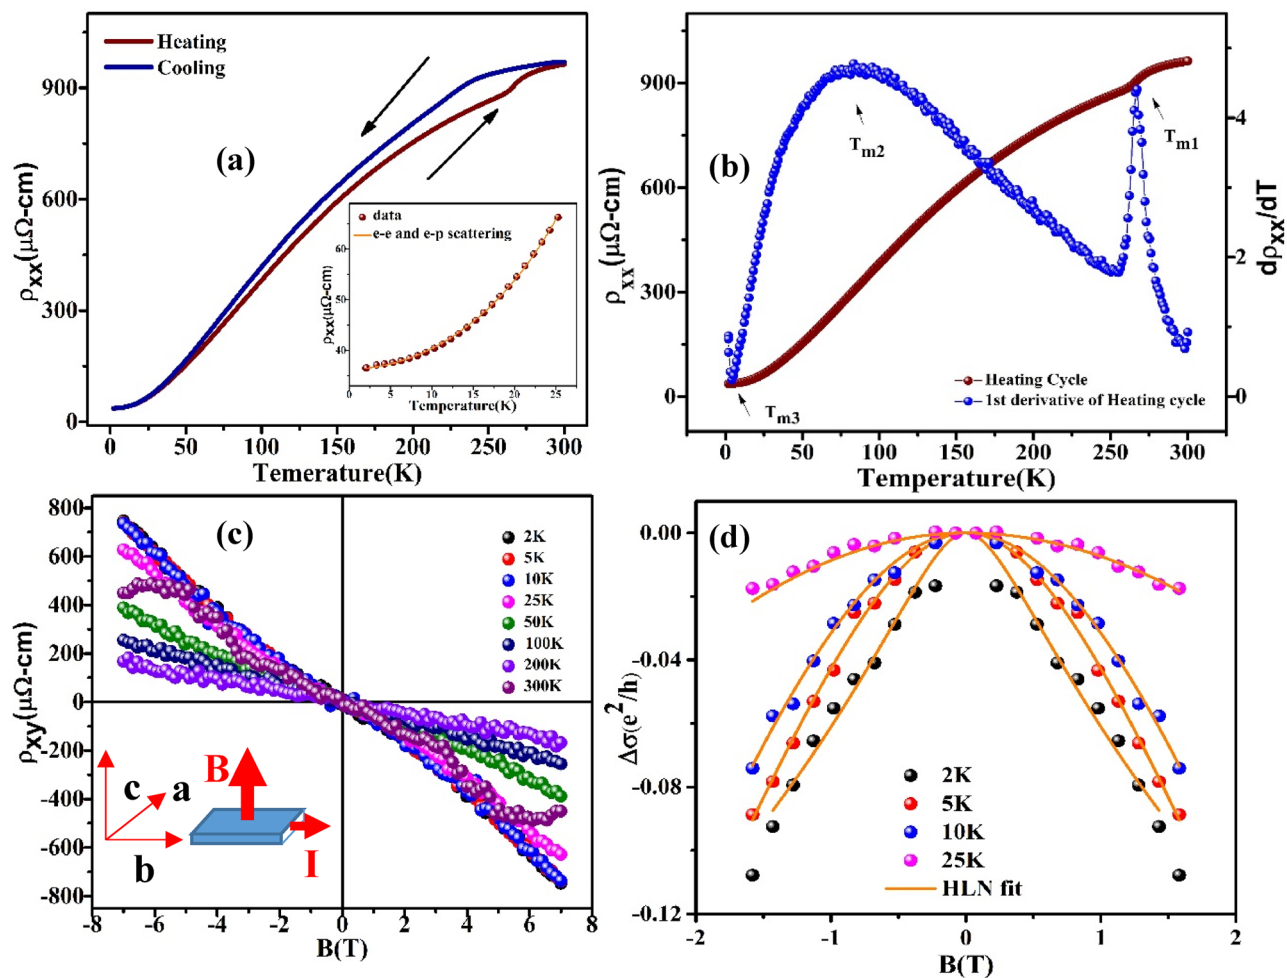 Heating
Cooling
(a)
ρxx(μΩ-cm)
900
600
300
0
0 50 100 150 200 250 300
Temerature(K)
data
e-e and e-p scattering
ρxx(μΩ-cm)
60
50
40
0 5 10 15 20 25
Temperature(K)
(b)
ρxx(μΩ-cm)
900
600
300
0
Tm2
Tm1
Tm3
Heating Cycle
1st derivative of Heating cycle
dρxx/dT
4
2
0
0 50 100 150 200 250 300
Temperature(K)
(c)
ρxy(μΩ-cm)
800
600
400
200
0
-200
-400
-600
-800
2K
5K
10K
25K
50K
100K
200K
300K
B
c
a
b
I
-8 -6 -4 -2 0 2 4 6 8
B(T)
(d)
Δσ(e²/h)
0.00
-0.04
-0.08
-0.12
2K
5K
10K
25K
HLN fit
-2 -1 0 1 2
B(T)